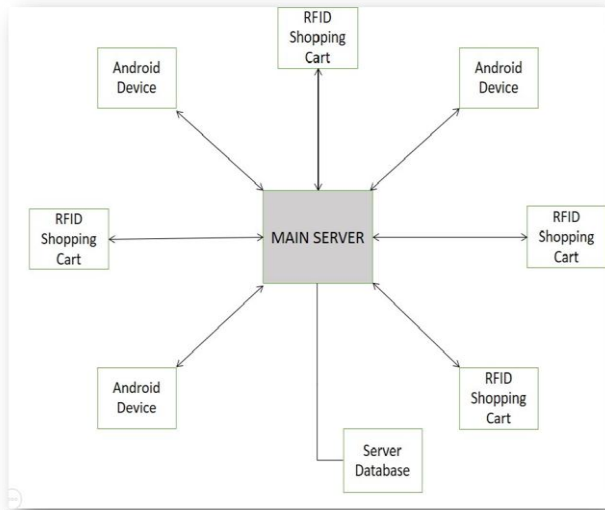 RFID
Shopping
Cart
Android
Device
Android
Device
MAIN SERVER
RFID
Shopping
Cart
RFID
Shopping
Cart
Android
Device
RFID
Shopping
Cart
Server
Database